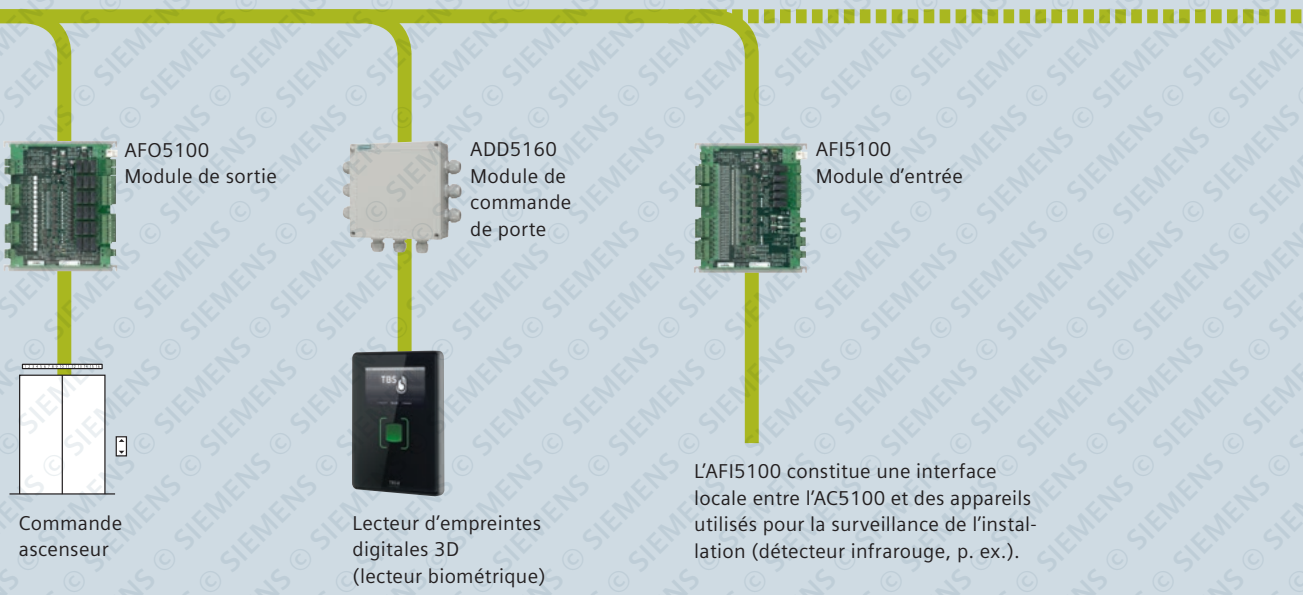 AFO5100
Module de sortie
ADD5160
Module de
commande
de porte
AFI5100
Module d'entrée
TBS
Commande
ascenseur
Lecteur d'empreintes
digitales 3D
(lecteur biométrique)
L'AFI5100 constitue une interface
locale entre l'AC5100 et des appareils
utilisés pour la surveillance de l'instal-
lation (détecteur infrarouge, p. ex.).
© SIEMENS